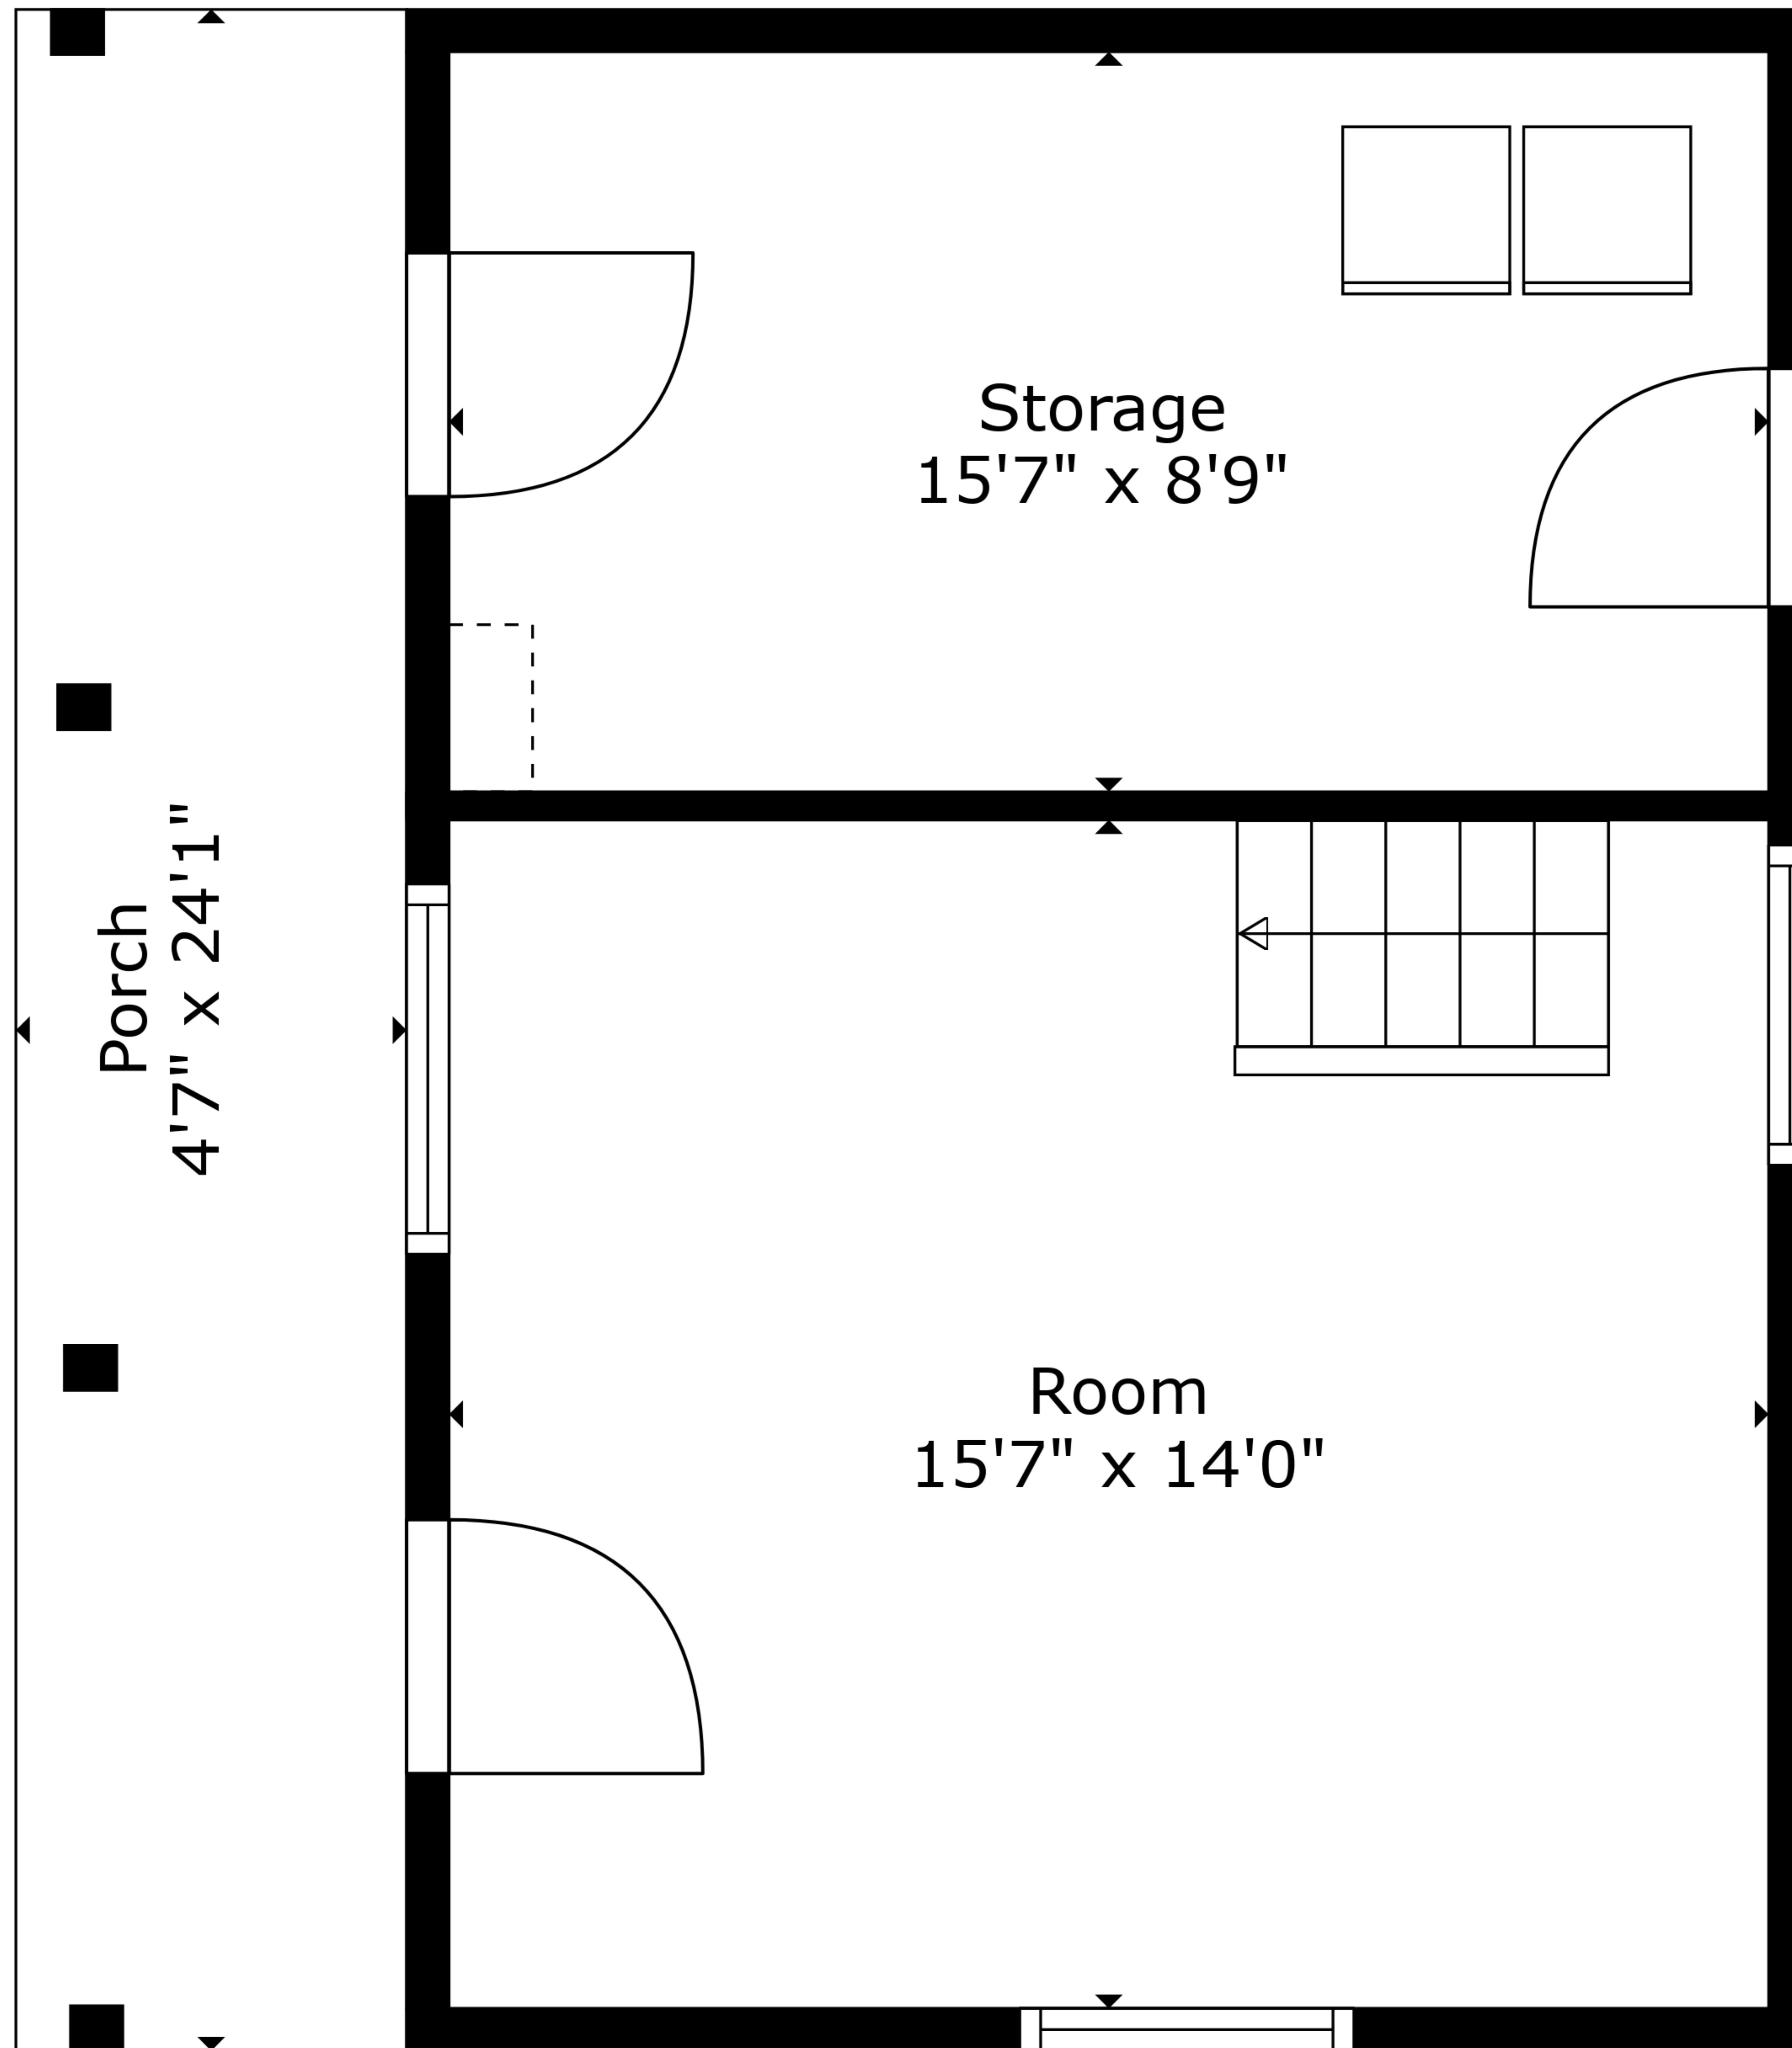 Storage
15'7" x 8'9"
Porch
4'7" x 24'1"
Room
15'7" x 14'0"